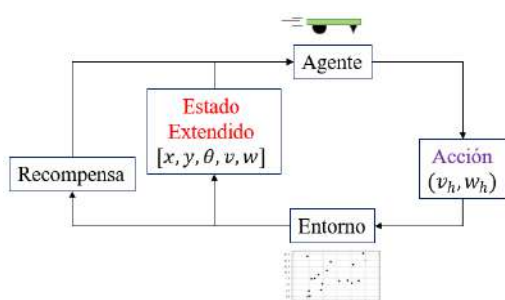 Agente
Estado
Extendido
[x, y, θ, v, w]
Recompensa
Acción
(v_h, w_h)
Entorno